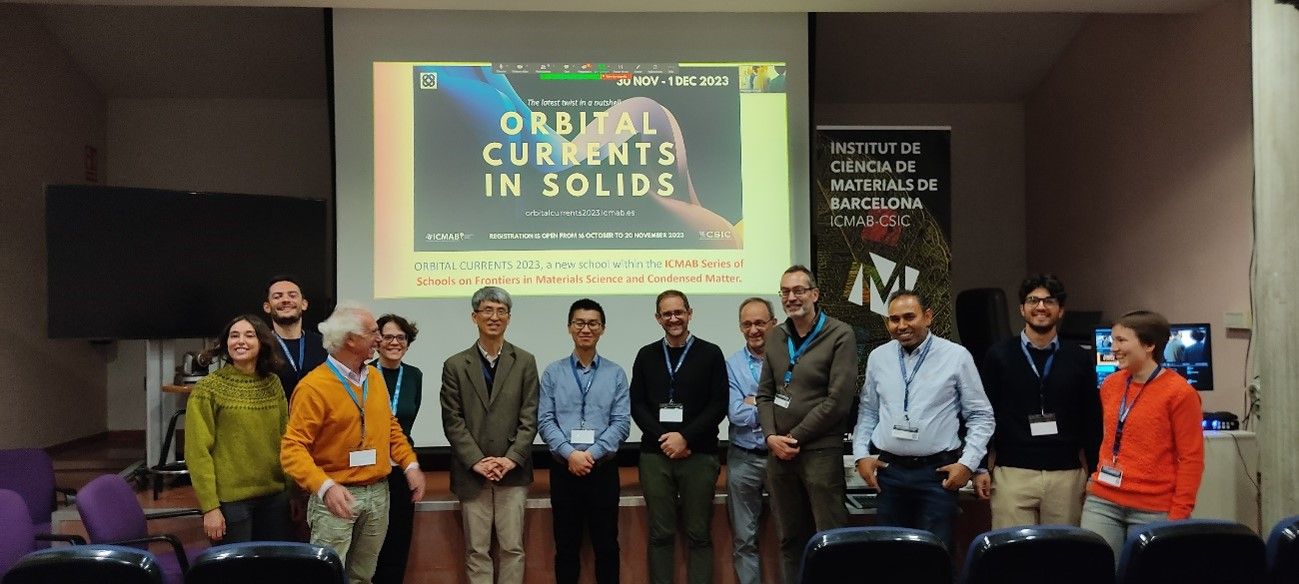 30 NOV - 1 DEC 2023
The latest twist in a nutshell
ORBITAL
CURRENTS
IN SOLIDS
orbitalcurrents2023.icmab.es
ICMAB
REGISTRATION IS OPEN FROM 16 OCTOBER TO 20 NOVEMBER 2023
CSIC
ORBITAL CURRENTS 2023, a new school within the ICMAB Series of
Schools on Frontiers in Materials Science and Condensed Matter.
INSTITUT DE
CIÈNCIA DE
MATERIALS DE
BARCELONA
ICMAB-CSIC
M